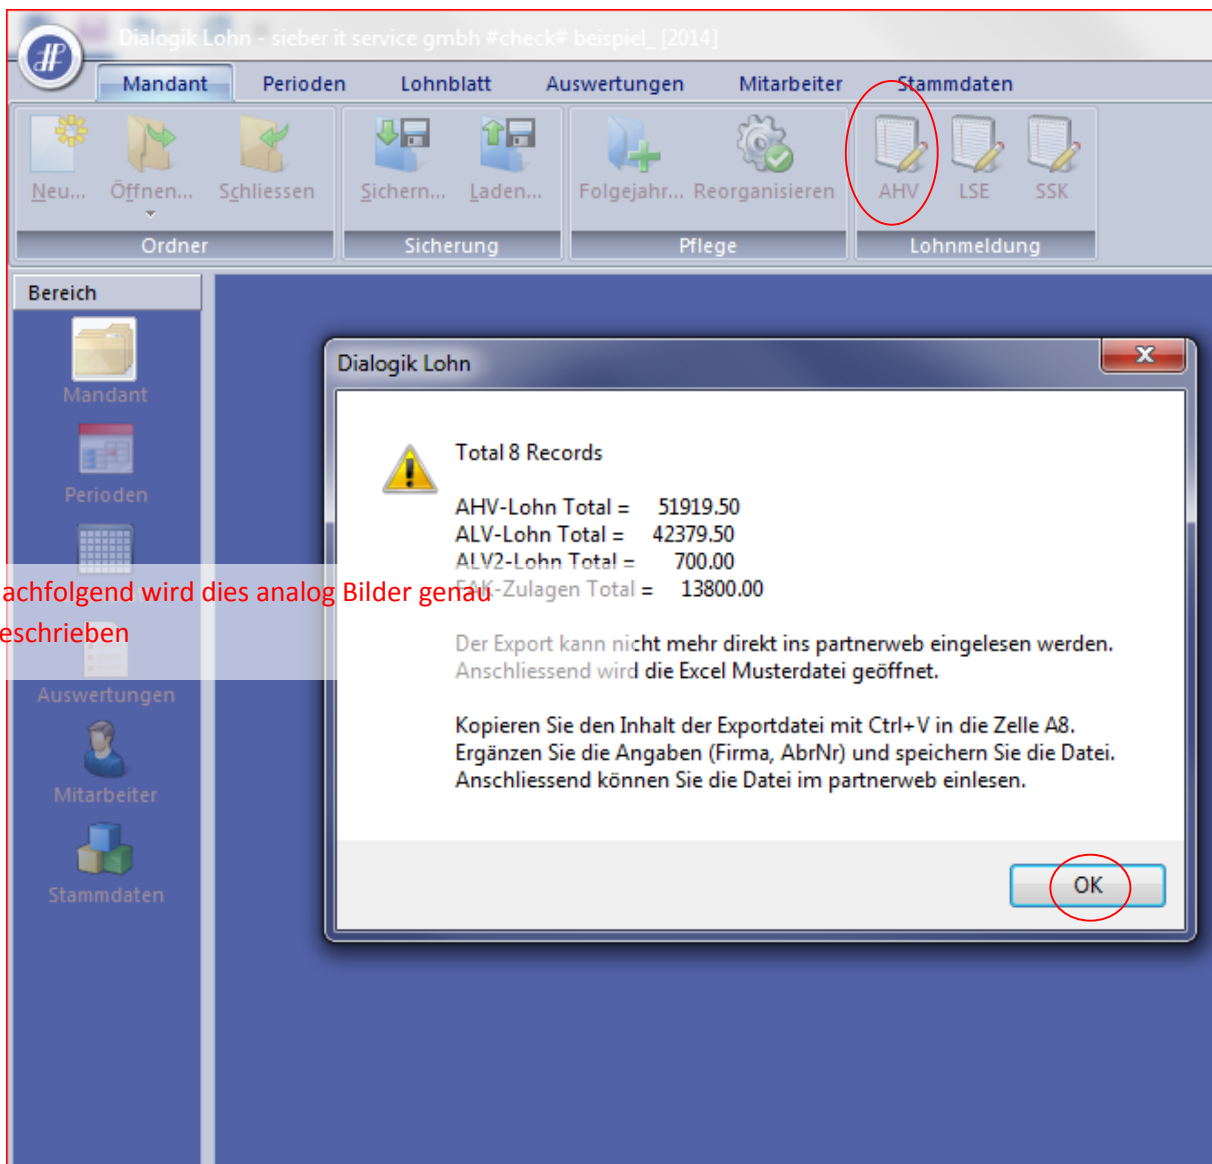 Dialogik Lohn - sieber it service gmbh #check# beispiel_ [2014]
Mandant Perioden Lohnblatt Auswertungen Mitarbeiter Stammdaten
Neu... Öffnen... Schliessen Sichern... Laden... Folgejahr... Reorganisieren AHV LSE SSK
Ordner Sicherung Pflege Lohnmeldung
Bereich
Mandant
Perioden
Auswertungen
Mitarbeiter
Stammdaten
Dialogik Lohn
Total 8 Records
AHV-Lohn Total = 51919.50
ALV-Lohn Total = 42379.50
ALV2-Lohn Total = 700.00
FAK-Zulagen Total = 13800.00
achfolgend wird dies analog Bilder genau
eschrieben
Der Export kann nicht mehr direkt ins partnerweb eingelesen werden.
Anschliessend wird die Excel Musterdatei geöffnet.
Kopieren Sie den Inhalt der Exportdatei mit Ctrl+V in die Zelle A8.
Ergänzen Sie die Angaben (Firma, AbrNr) und speichern Sie die Datei.
Anschliessend können Sie die Datei im partnerweb einlesen.
OK